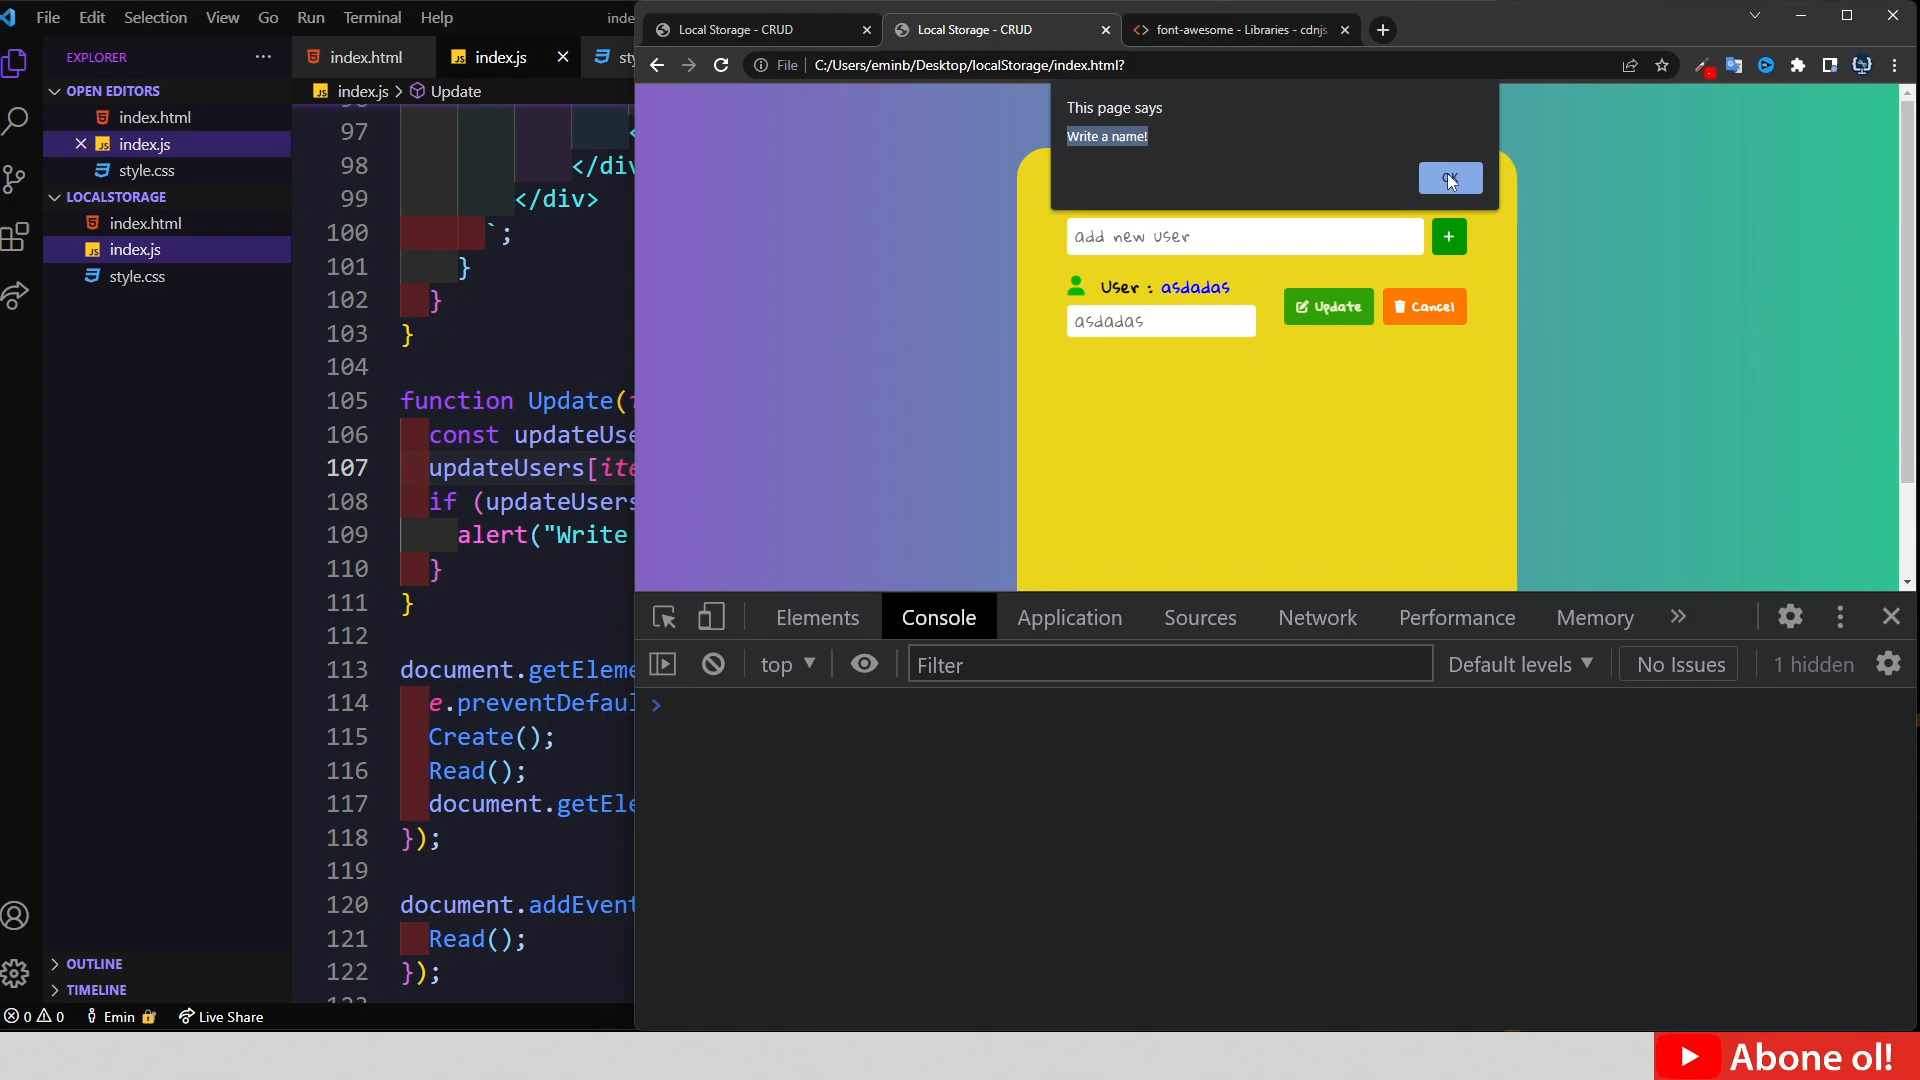 File Edit Selection View Go Run Terminal Help inde
EXPLORER
OPEN EDITORS
index.html
index.js
style.css
LOCALSTORAGE
index.html
index.js
style.css
OUTLINE
TIMELINE
0 0 Emin Live Share
index.html index.js sty
index.js > Update
97 <
98 </div
99 </div>
100 `;
101 }
102 }
103 }
104
105 function Update(
106 const updateUse
107 updateUsers[ite
108 if (updateUsers
109 alert("Write
110 }
111 }
112
113 document.getEleme
114 e.preventDefaul
115 Create();
116 Read();
117 document.getEle
118 });
119
120 document.addEvent
121 Read();
122 });
Local Storage - CRUD
Local Storage - CRUD
font-awesome - Libraries - cdnjs
File C:/Users/eminb/Desktop/localStorage/index.html?
This page says
Write a name!
OK
add new user
+
User : asdadas
asdadas
Update
Cancel
Elements Console Application Sources Network Performance Memory
top Filter Default levels No Issues 1 hidden
Abone ol!